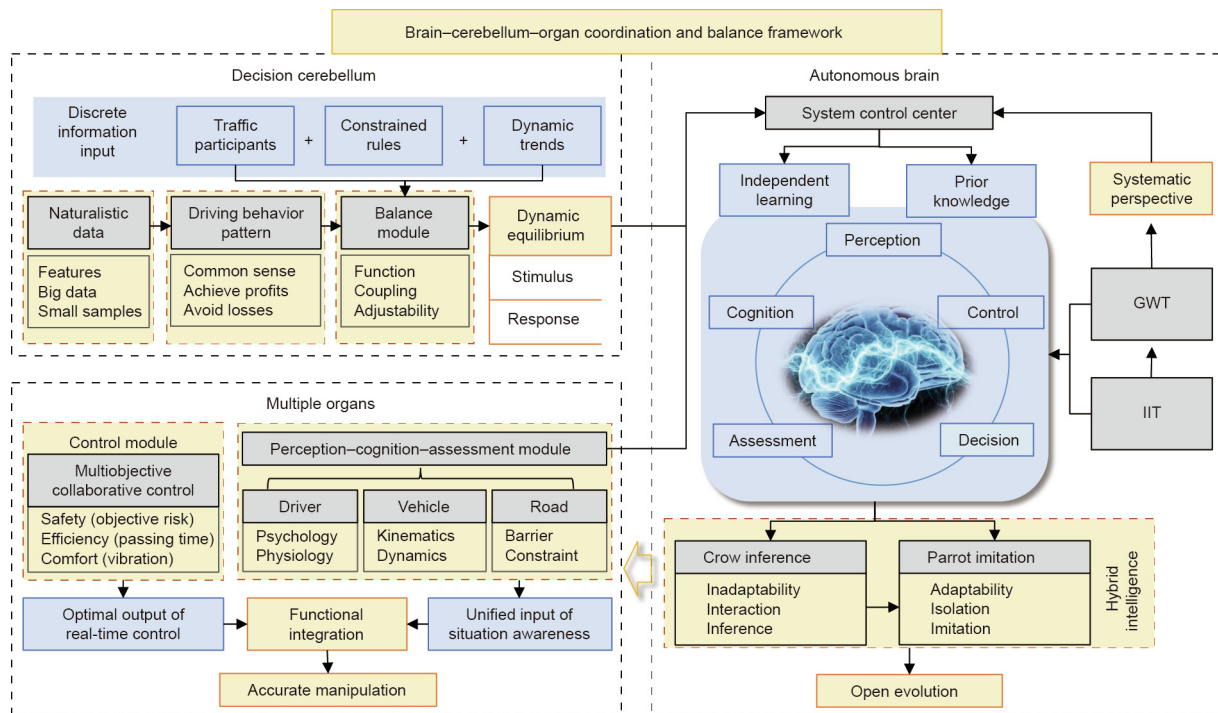 Brain–cerebellum–organ coordination and balance framework
Decision cerebellum
Discrete
information
input
Traffic
participants
+
Constrained
rules
+
Dynamic
trends
Naturalistic
data
Features
Big data
Small samples
Driving behavior
pattern
Common sense
Achieve profits
Avoid losses
Balance
module
Function
Coupling
Adjustability
Dynamic
equilibrium
Stimulus
Response
Multiple organs
Control module
Multiobjective
collaborative control
Safety (objective risk)
Efficiency (passing time)
Comfort (vibration)
Perception–cognition–assessment module
Driver
Psychology
Physiology
Vehicle
Kinematics
Dynamics
Road
Barrier
Constraint
Optimal output of
real-time control
Functional
integration
Unified input of
situation awareness
Accurate manipulation
Autonomous brain
System control center
Independent
learning
Prior
knowledge
Systematic
perspective
Perception
Cognition
Control
Assessment
Decision
GWT
IIT
Crow inference
Inadaptability
Interaction
Inference
Parrot imitation
Adaptability
Isolation
Imitation
Hybrid
intelligence
Open evolution